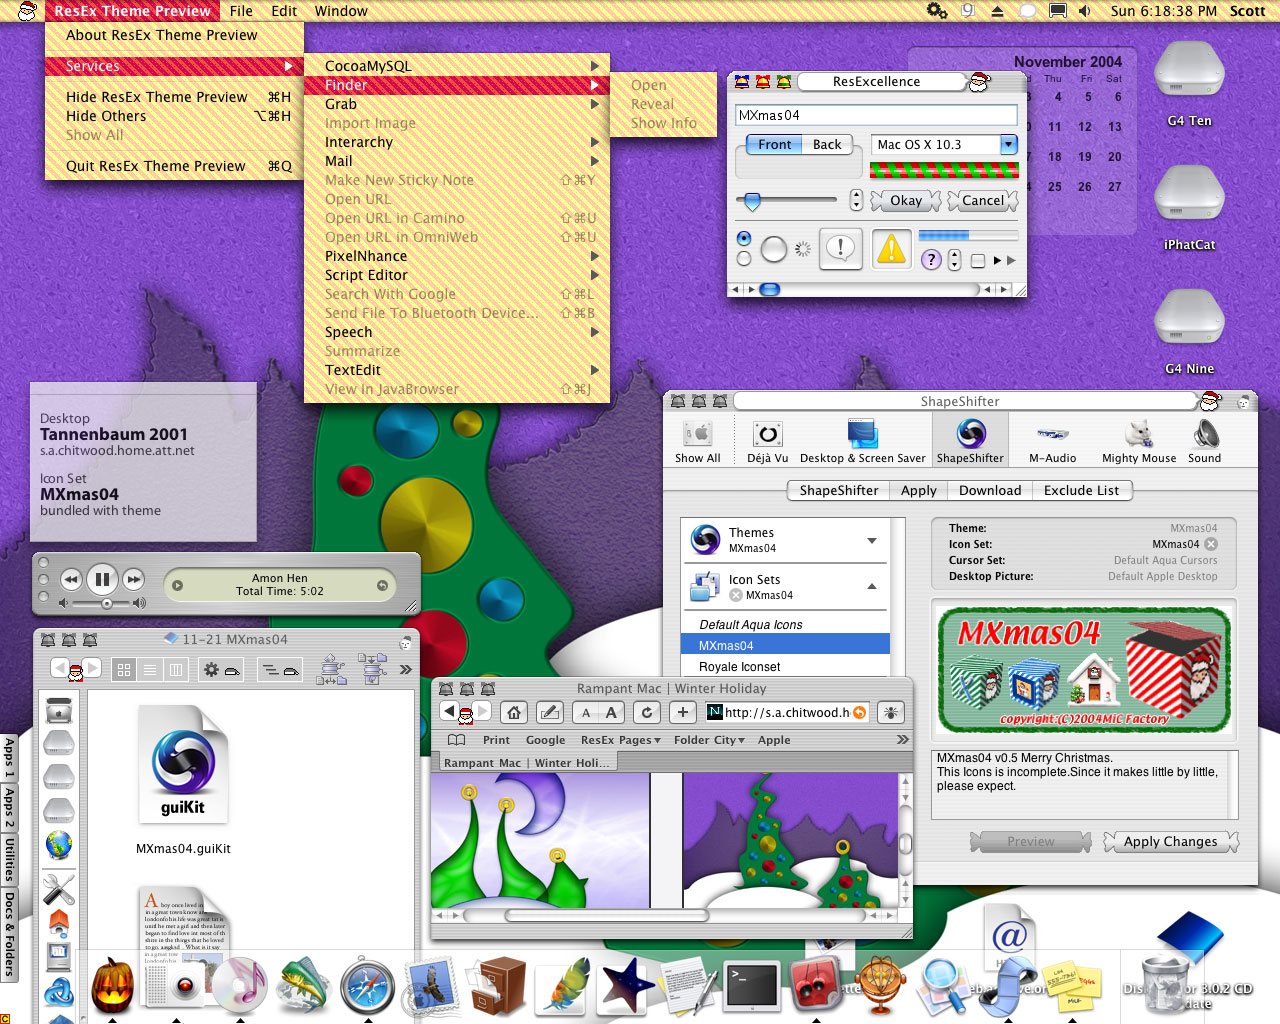 ResEx Theme Preview File Edit Window
Sun 6:18:38 PM Scott
About ResEx Theme Preview
Services
Hide ResEx Theme Preview ⌘H
Hide Others ⌥⌘H
Show All
Quit ResEx Theme Preview ⌘Q
CocoaMySQL
Finder
Grab
Import Image
Interarchy
Mail
Make New Sticky Note ⇧⌘Y
Open URL
Open URL in Camino ⇧⌘U
Open URL in OmniWeb ⇧⌘U
PixelNhance
Script Editor
Search With Google ⇧⌘L
Send File To Bluetooth Device... ⇧⌘B
Speech
Summarize
TextEdit
View in JavaBrowser ⇧⌘J
Open
Reveal
Show Info
ResExcellence
MXmas04
Front Back
Mac OS X 10.3
Okay Cancel
November 2004
Thu Fri Sat
4 5 6
11 12 13
18 19 20
25 26 27
G4 Ten
iPhatCat
G4 Nine
Desktop
Tannenbaum 2001
s.a.chitwood.home.att.net
Icon Set
MXmas04
bundled with theme
Amon Hen
Total Time: 5:02
11-21 MXmas04
Apps 1
Apps 2
Utilities
Docs & Folders
guiKit
MXmas04.guiKit
ShapeShifter
Show All Déjà Vu Desktop & Screen Saver ShapeShifter M-Audio Mighty Mouse Sound
ShapeShifter Apply Download Exclude List
Themes
MXmas04
Icon Sets
MXmas04
Default Aqua Icons
MXmas04
Royale Iconset
Theme: MXmas04
Icon Set: MXmas04
Cursor Set: Default Aqua Cursors
Desktop Picture: Default Apple Desktop
MXmas04
copyright:(C)2004MiC Factory
MXmas04 v0.5 Merry Christmas.
This Icons is incomplete.Since it makes little by little,
please expect.
Preview Apply Changes
Rampant Mac | Winter Holiday
A A
http://s.a.chitwood.h
Print Google ResEx Pages Folder City Apple
Rampant Mac | Winter Holi...
@
3.0.2 CD